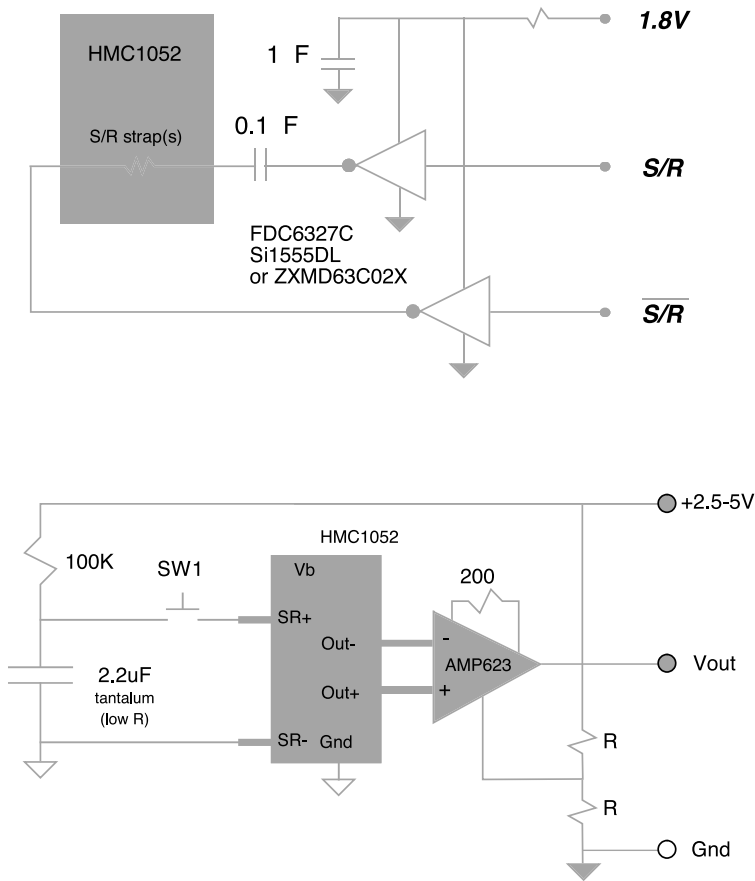 1.8V
HMC1052
1 F
0.1 F
S/R strap(s)
S/R
FDC6327C
Si1555DL
or ZXMD63C02X
S/R
+2.5-5V
HMC1052
100K
SW1
Vb
200
SR+
Out-
-
AMP623
Vout
2.2uF
tantalum
(low R)
Out+
+
SR-
Gnd
R
R
Gnd